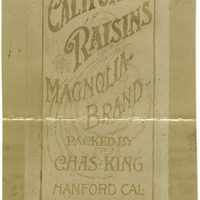 CALIFORNIA
RAISINS
MAGNOLIA
BRAND
PACKED BY
CHAS. KING
HANFORD CAL.